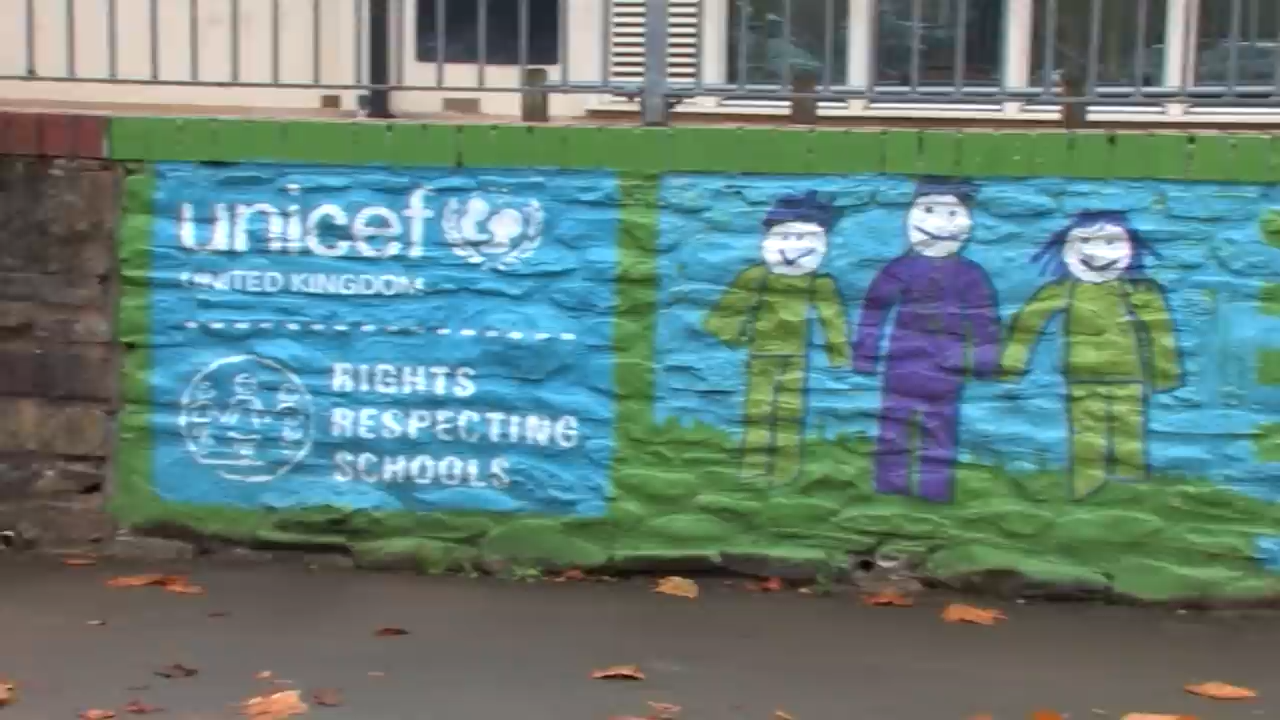 unicef
UNITED KINGDOM
RIGHTS
RESPECTING
SCHOOLS